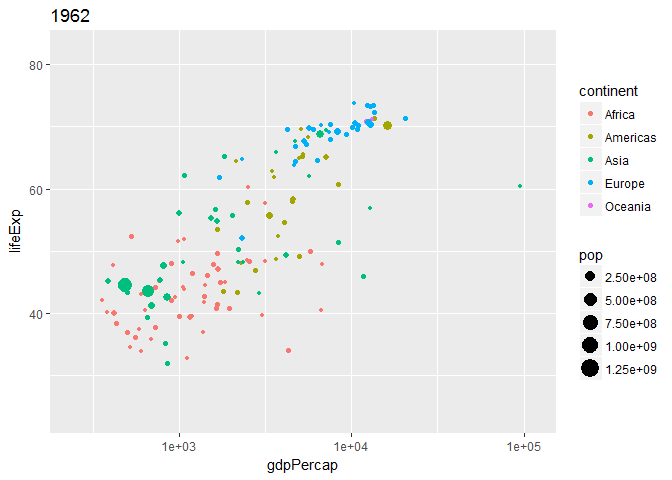 1962
80
60
40
lifeExp
1e+03
1e+04
1e+05
gdpPercap
continent
Africa
Americas
Asia
Europe
Oceania
pop
2.50e+08
5.00e+08
7.50e+08
1.00e+09
1.25e+09